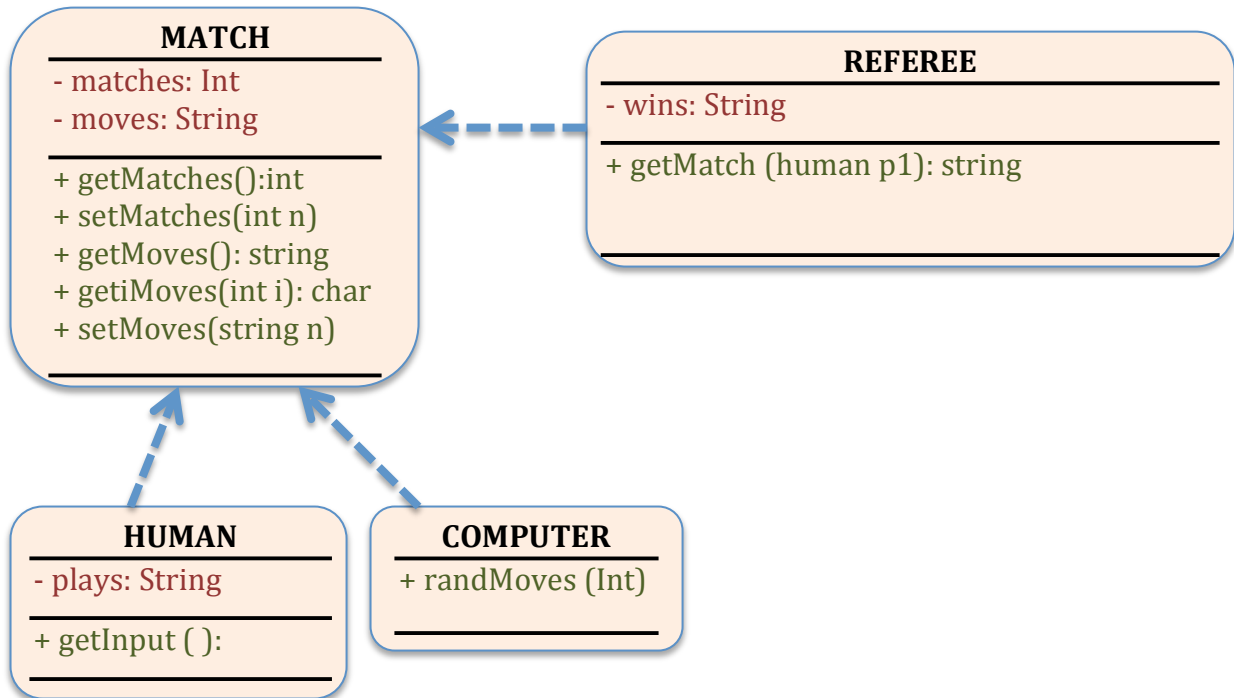 MATCH
- matches: Int
- moves: String
+ getMatches():int
+ setMatches(int n)
+ getMoves(): string
+ getiMoves(int i): char
+ setMoves(string n)
REFEREE
- wins: String
+ getMatch (human p1): string
HUMAN
- plays: String
+ getInput ( ):
COMPUTER
+ randMoves (Int)